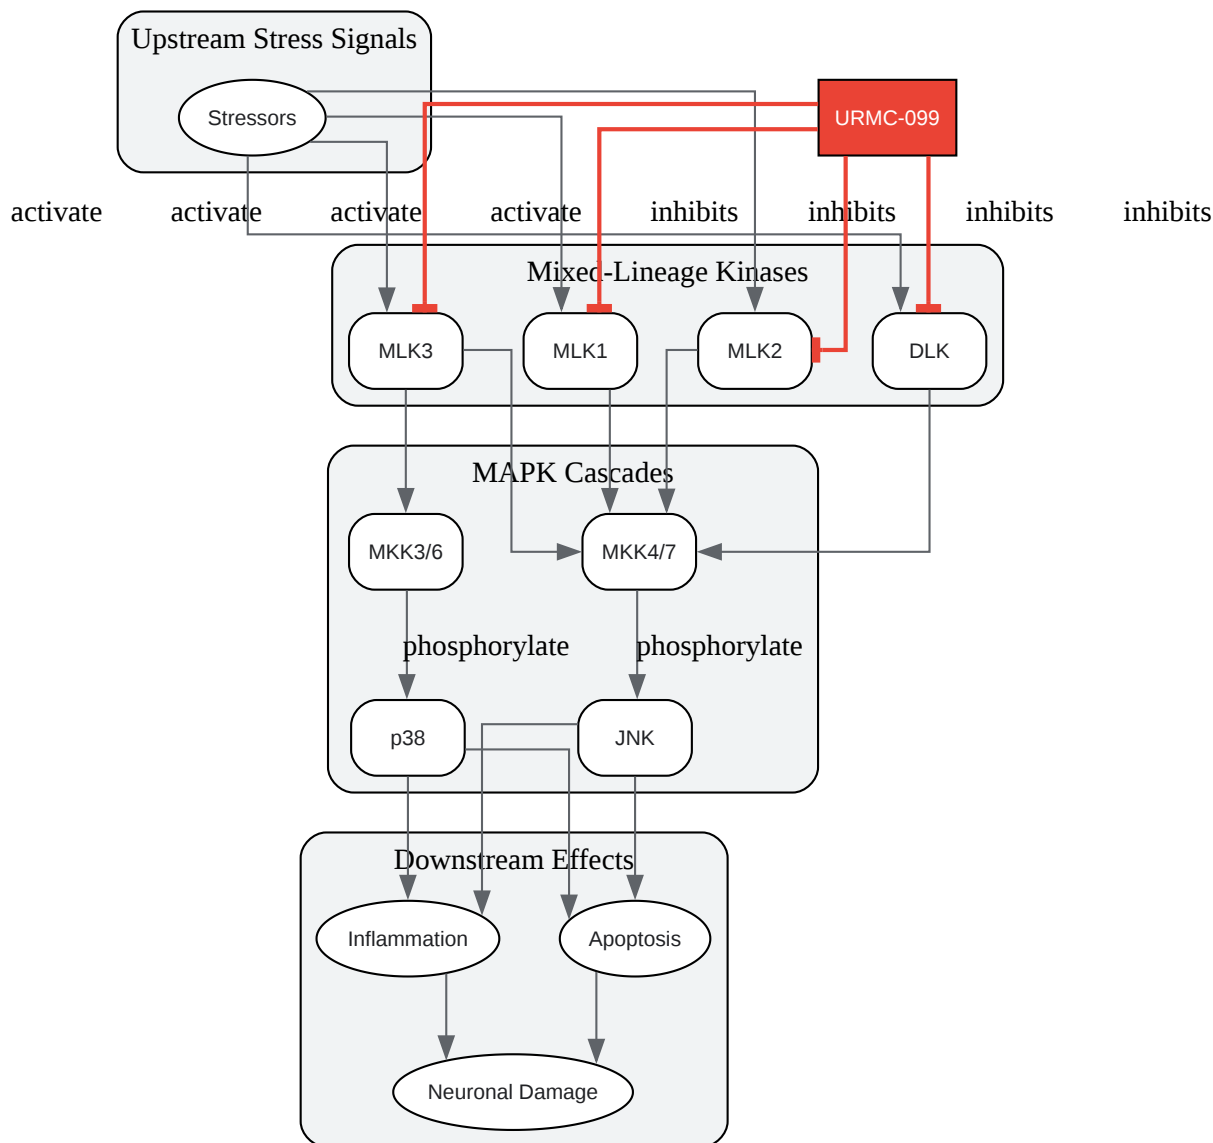 Upstream Stress Signals
Stressors
URMC-099
activate activate activate activate inhibits inhibits inhibits inhibits
Mixed-Lineage Kinases
MLK3 MLK1 MLK2 DLK
MAPK Cascades
MKK3/6 MKK4/7
phosphorylate phosphorylate
p38 JNK
Downstream Effects
Inflammation Apoptosis
Neuronal Damage